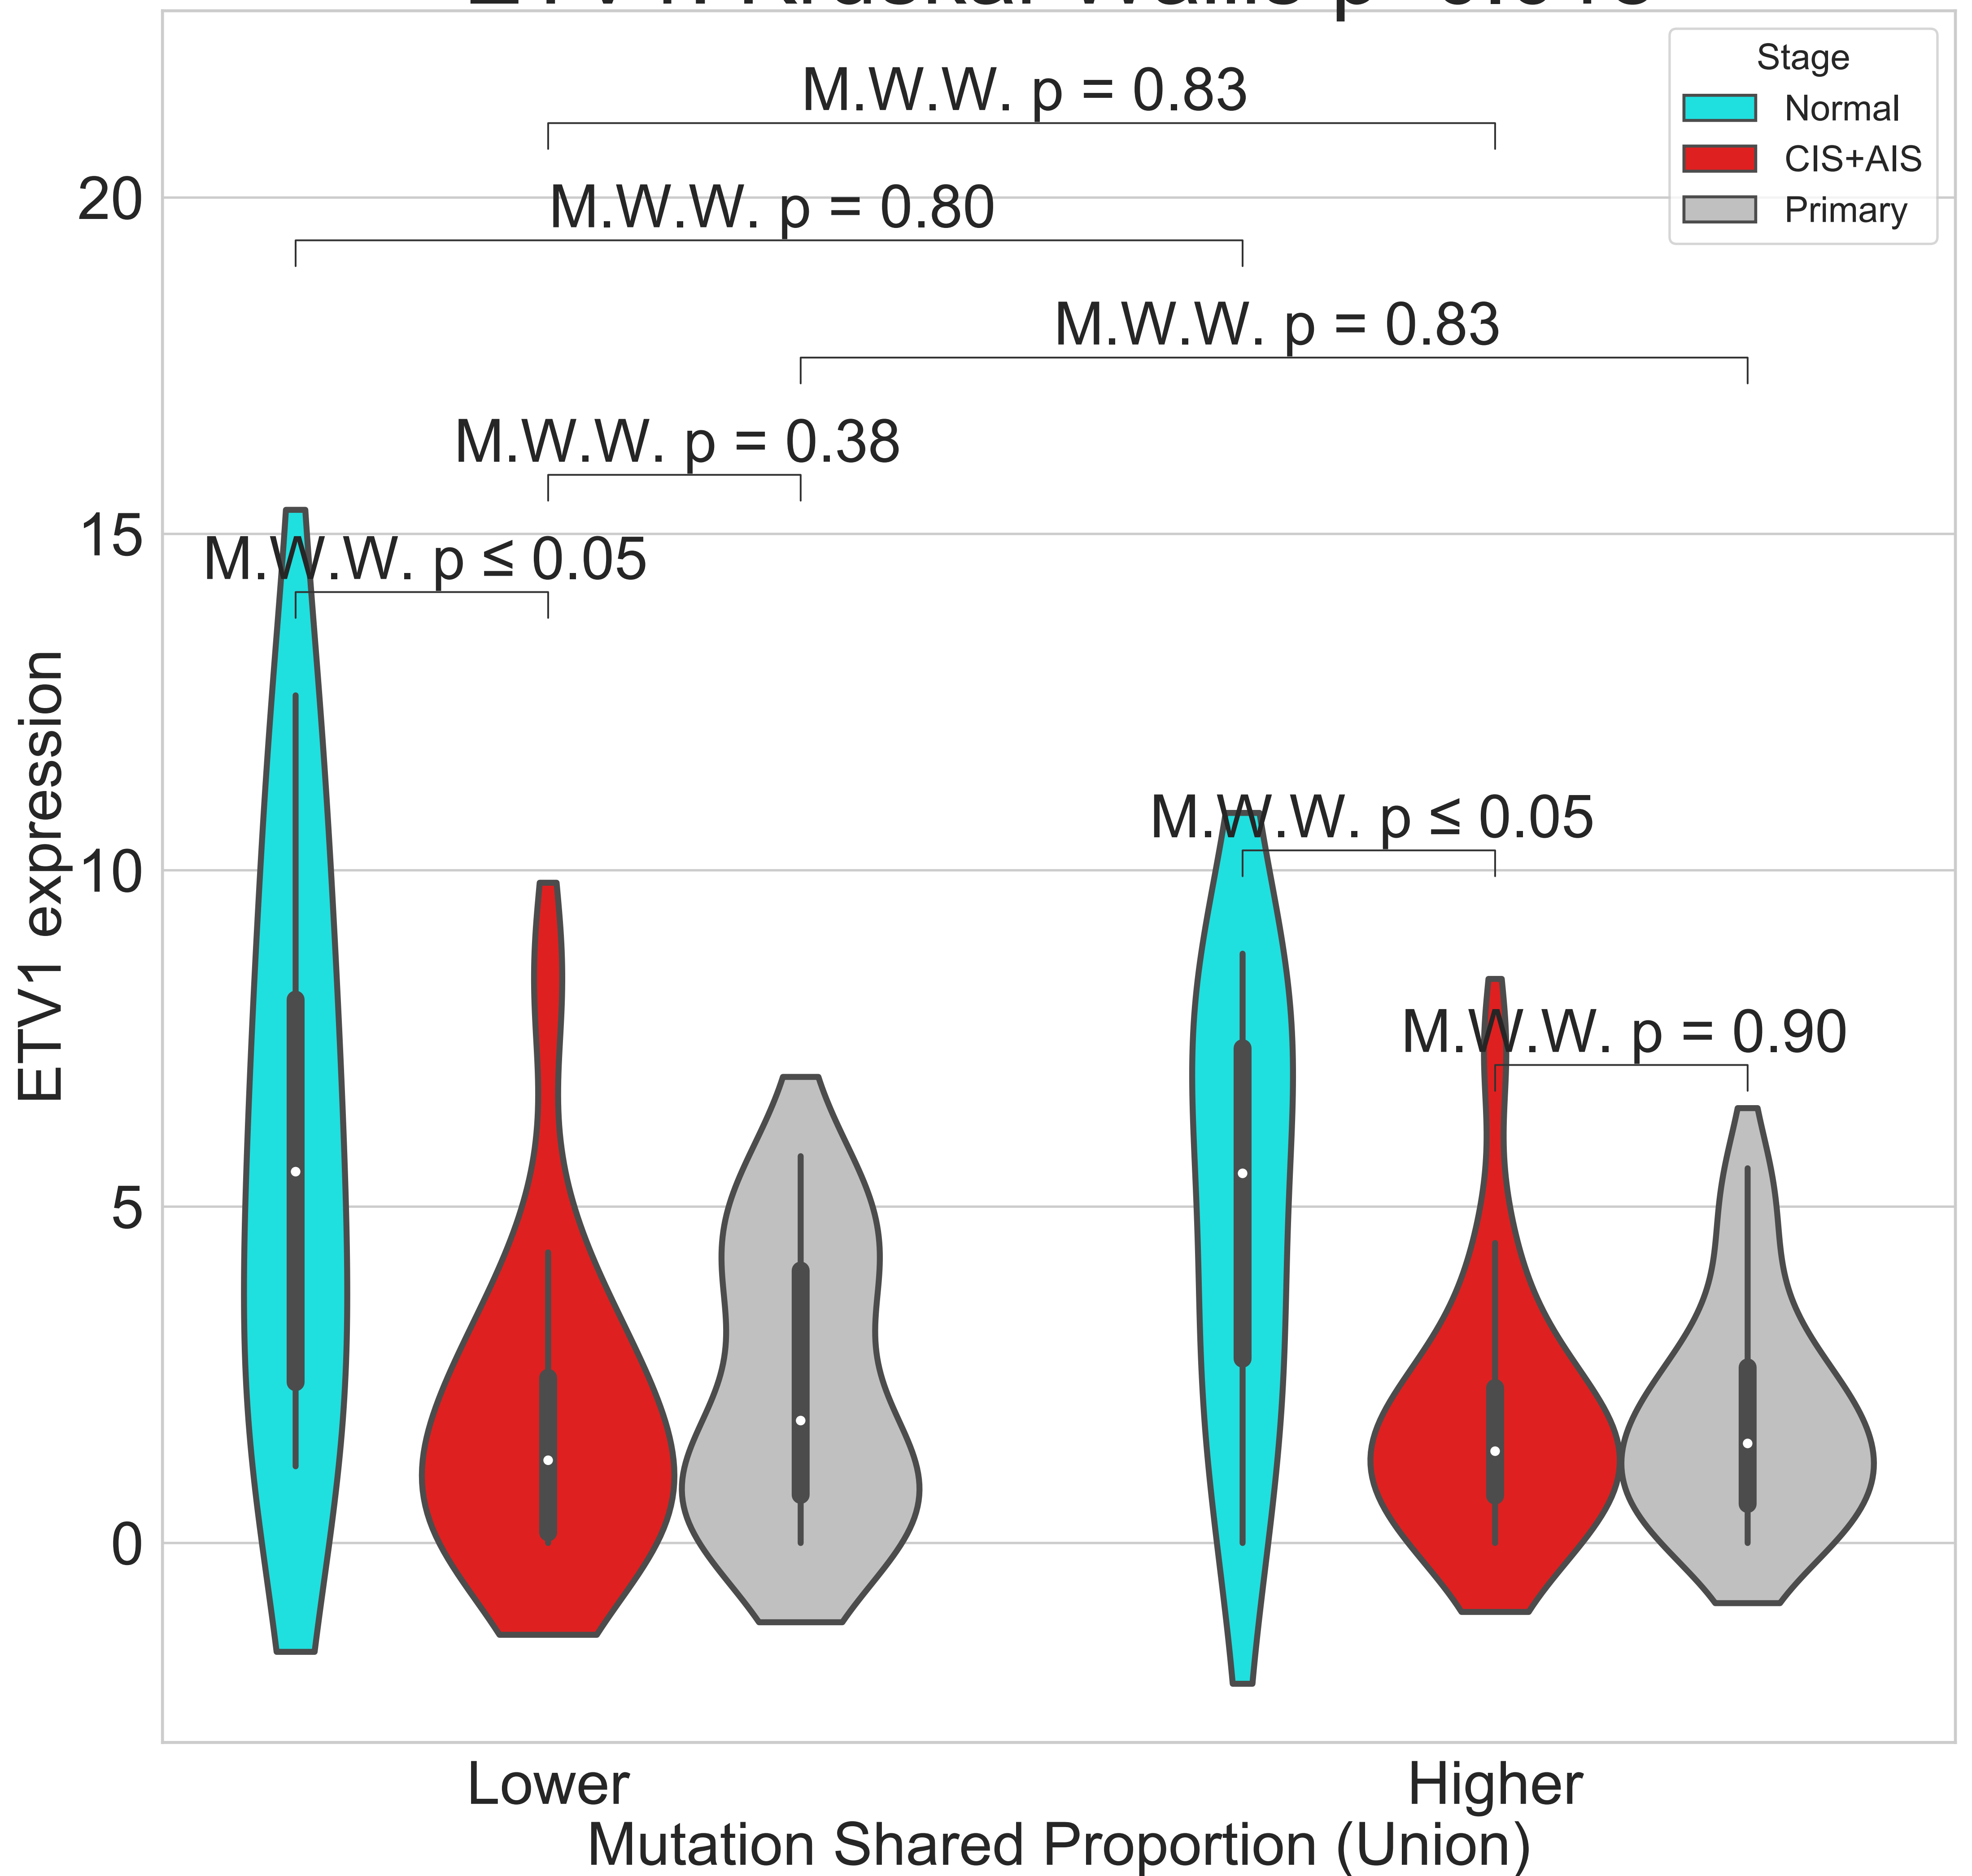 Stage
Normal
CIS+AIS
Primary
M.W.W. p = 0.83
M.W.W. p = 0.80
M.W.W. p = 0.83
M.W.W. p = 0.38
M.W.W. p ≤ 0.05
M.W.W. p ≤ 0.05
M.W.W. p = 0.90
20
15
10
5
0
ETV1 expression
Lower
Higher
Mutation Shared Proportion (Union)